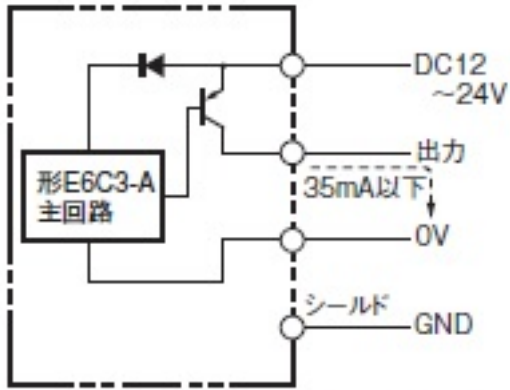 DC12
～24V
出力
形E6C3-A
主回路
35mA以下
0V
シールド
GND